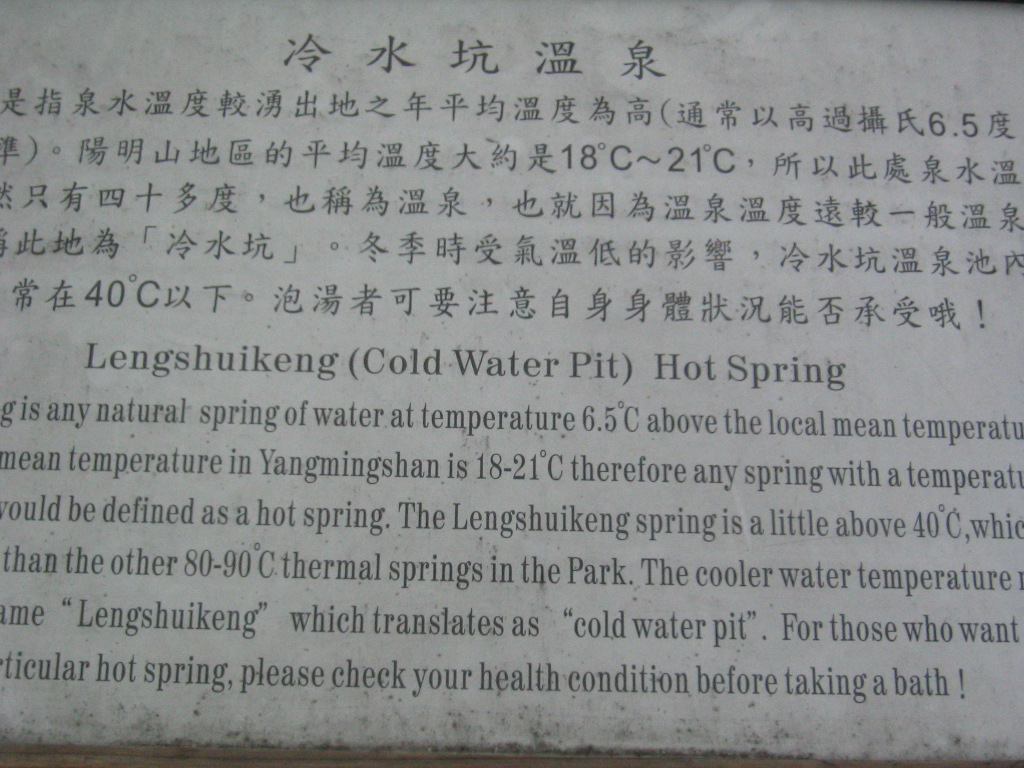 冷水坑溫泉
是指泉水溫度較湧出地之年平均溫度為高(通常以高過攝氏6.5度
準)。陽明山地區的平均溫度大約是18°C～21°C，所以此處泉水溫
然只有四十多度，也稱為溫泉，也就因為溫泉溫度遠較一般溫泉
稱此地為「冷水坑」。冬季時受氣溫低的影響，冷水坑溫泉池內
常在40°C以下。泡湯者可要注意自身身體狀況能否承受哦！
Lengshuikeng (Cold Water Pit) Hot Spring
g is any natural spring of water at temperature 6.5°C above the local mean temperatu
mean temperature in Yangmingshan is 18-21°C therefore any spring with a temperatu
would be defined as a hot spring. The Lengshuikeng spring is a little above 40°C, whic
than the other 80-90°C thermal springs in the Park. The cooler water temperature
ame “Lengshuikeng” which translates as “cold water pit”. For those who want
rticular hot spring, please check your health condition before taking a bath !